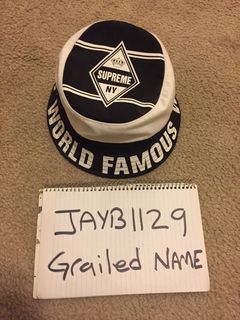 SUPREME
NY
WORLD FAMOUS
JAYB1129
Grailed NAME